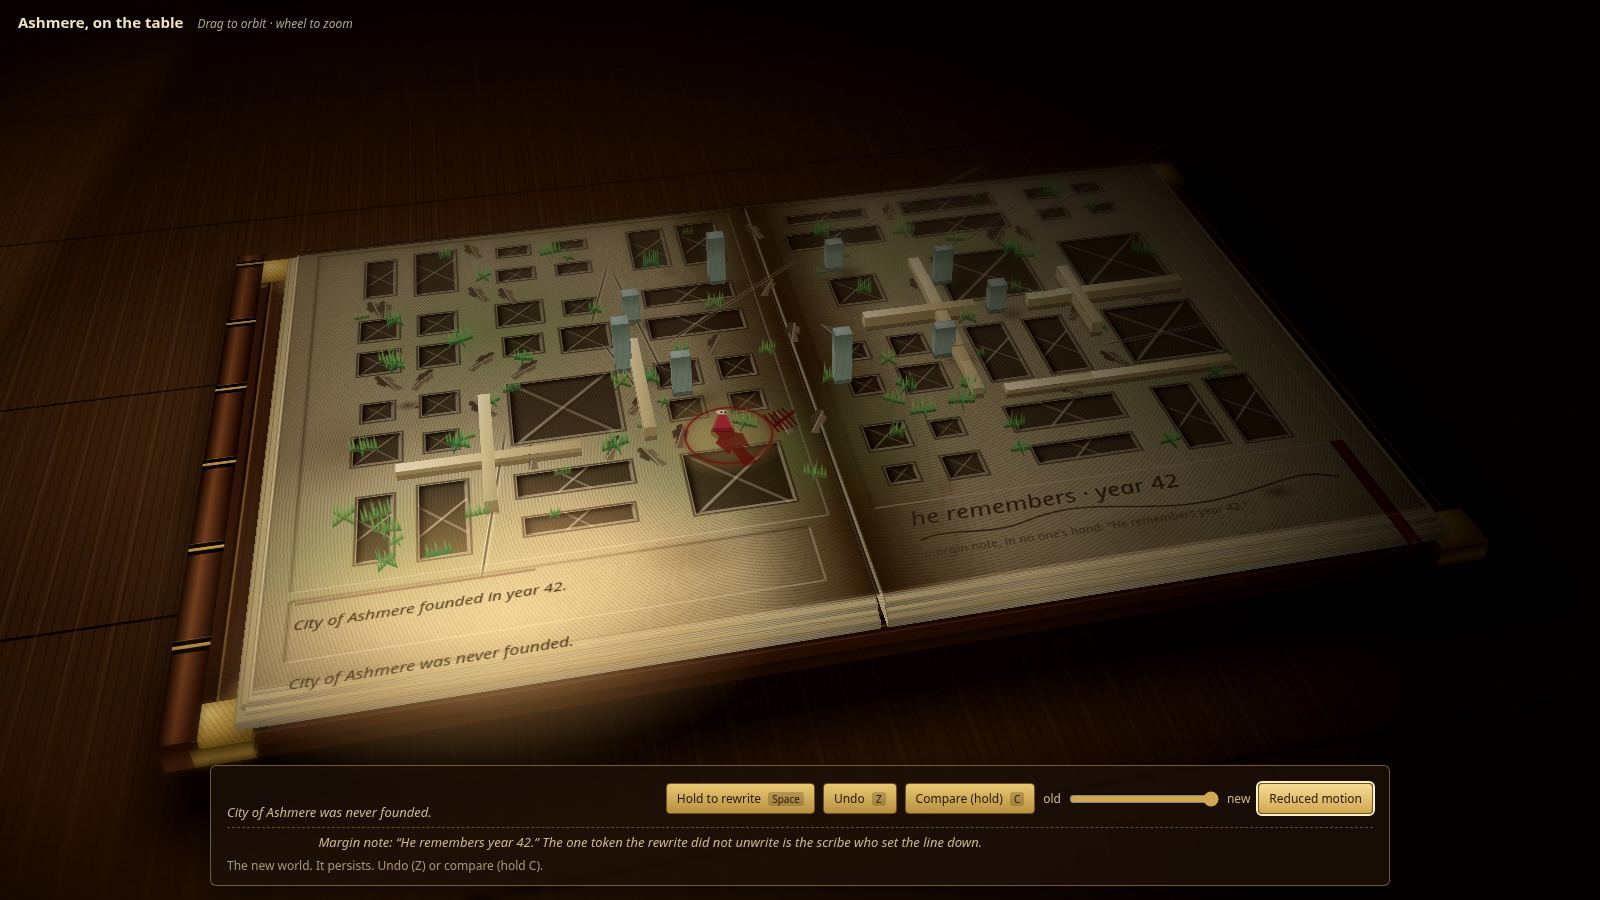 Ashmere, on the table
Drag to orbit · wheel to zoom
he remembers · year 42
margin note, in no one's hand: “He remembers year 42.”
City of Ashmere founded in year 42.
City of Ashmere was never founded.
City of Ashmere was never founded.
Hold to rewrite Space
Undo Z
Compare (hold) C
old
new
Reduced motion
Margin note: “He remembers year 42.” The one token the rewrite did not unwrite is the scribe who set the line down.
The new world. It persists. Undo (Z) or compare (hold C).